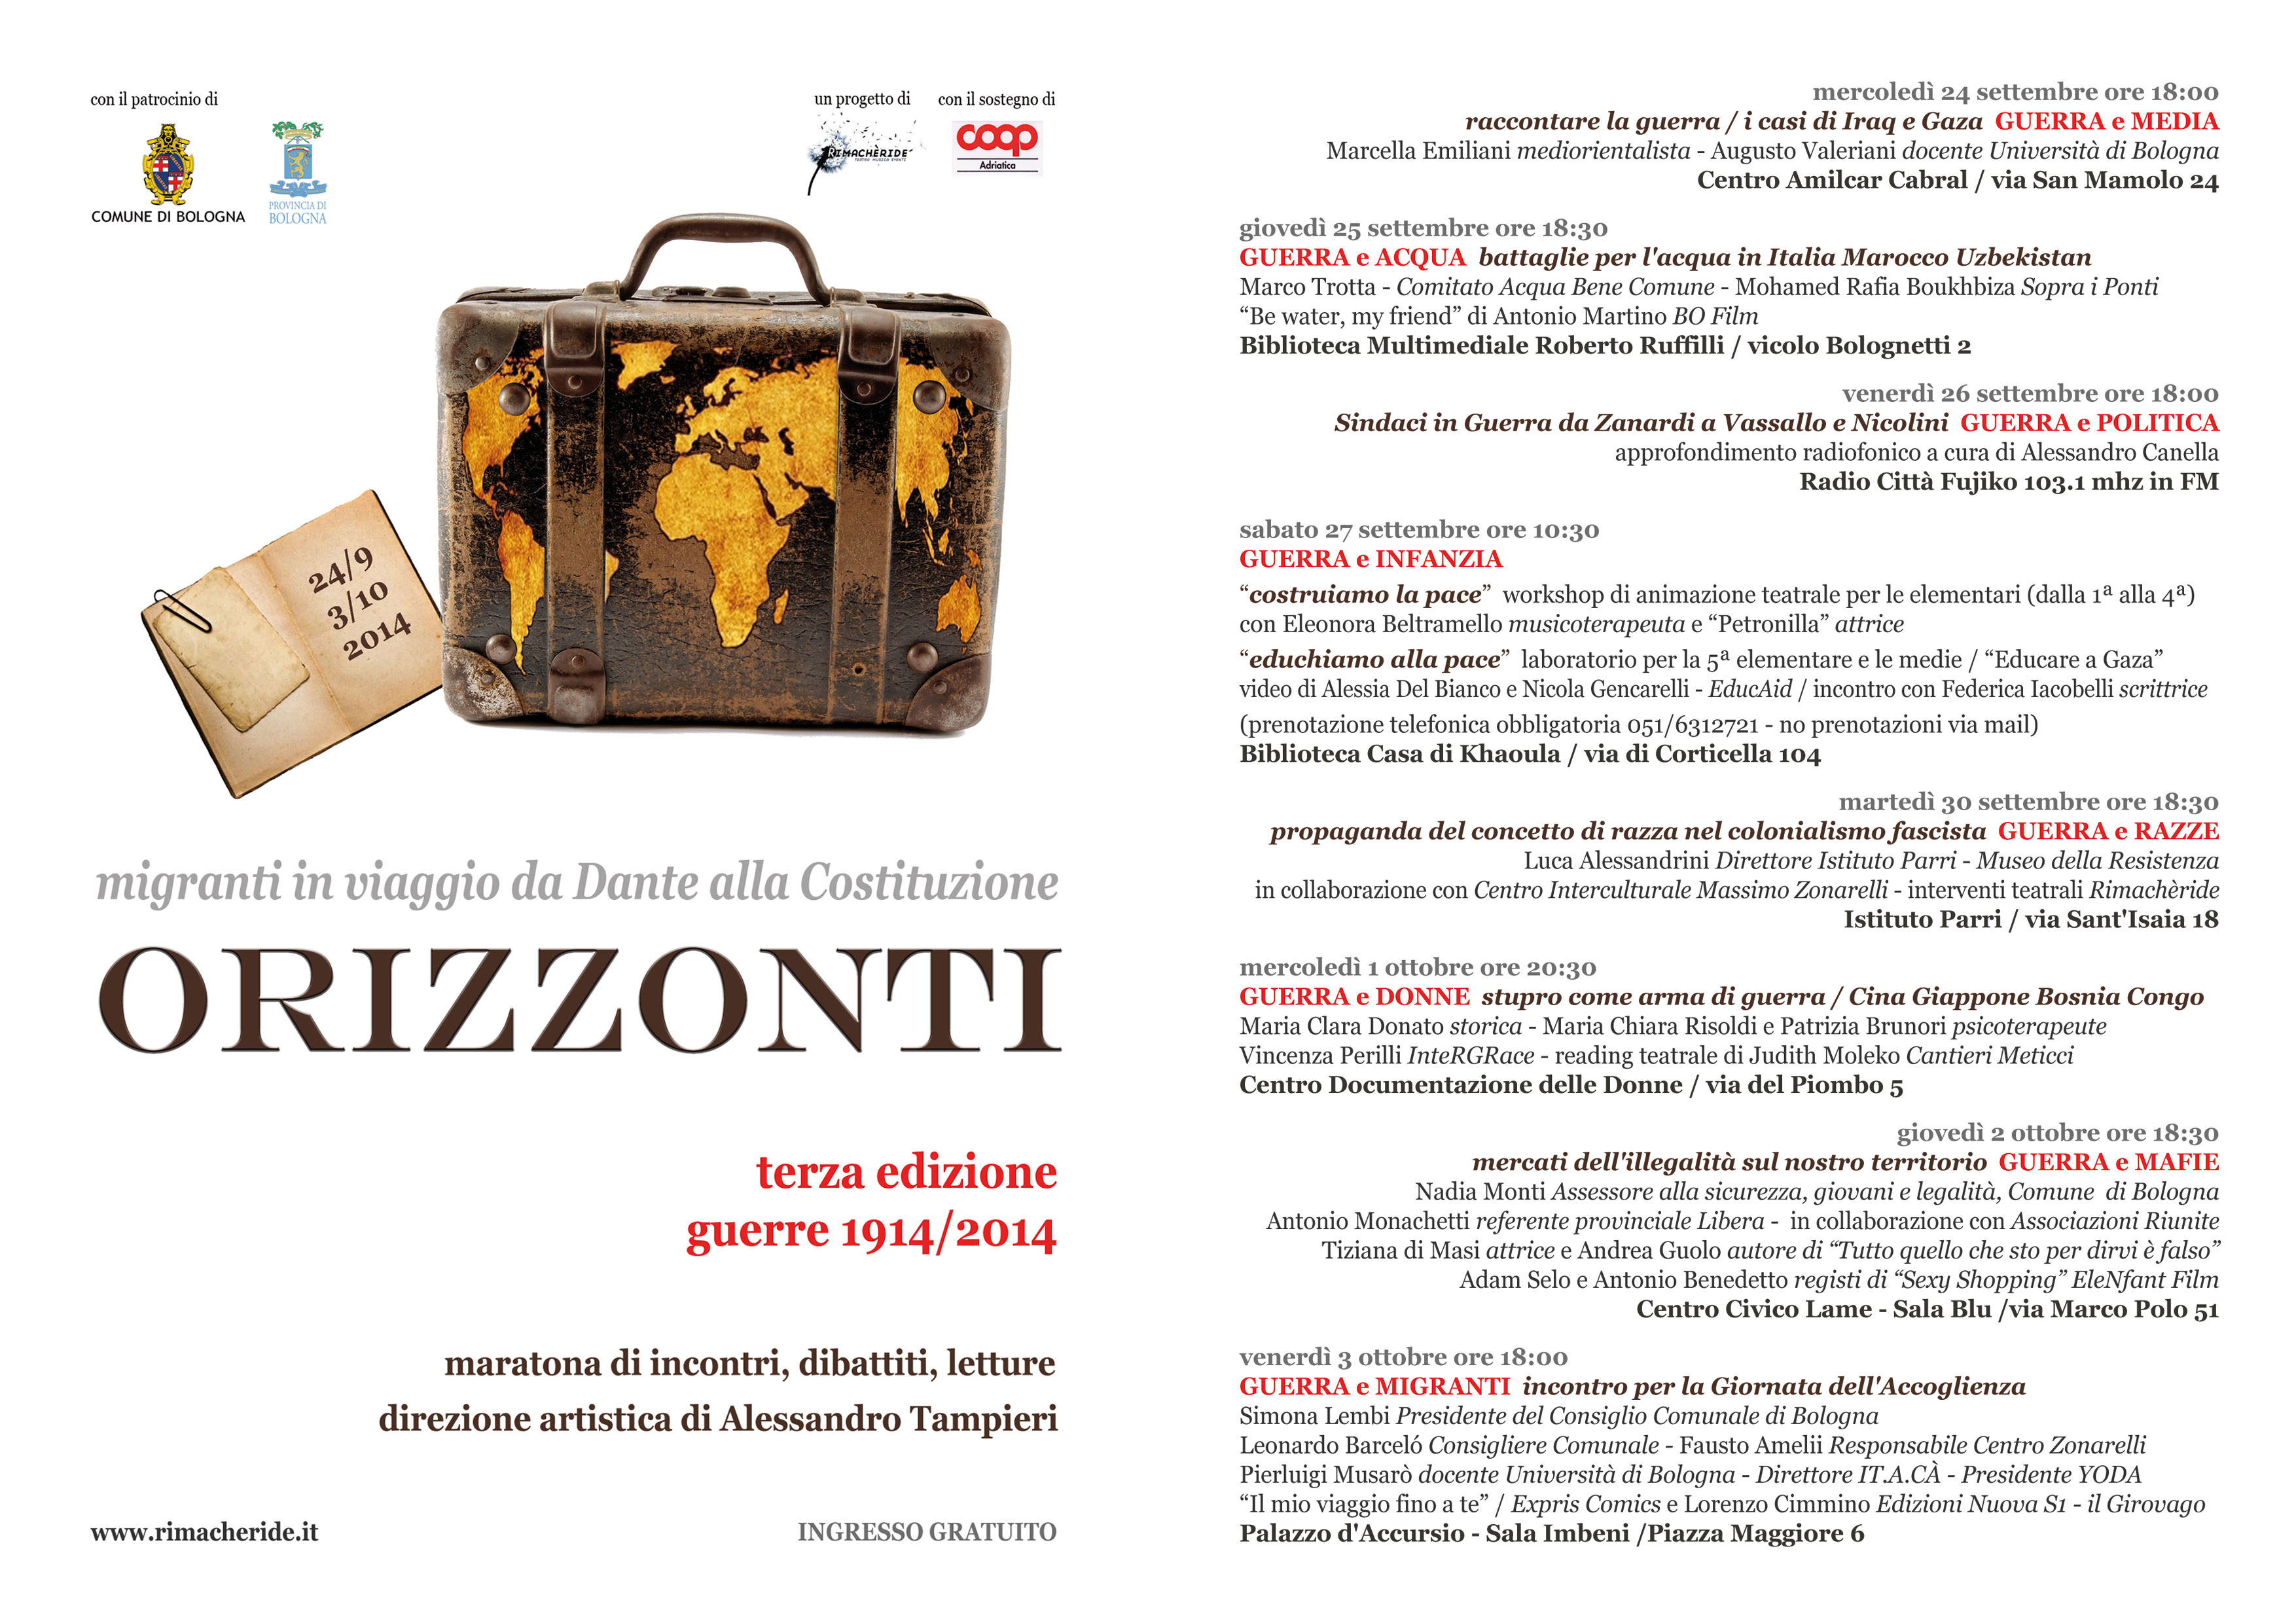 con il patrocinio di
COMUNE DI BOLOGNA
PROVINCIA DI
BOLOGNA
un progetto di
RIMACHÈRIDE
TEATRO MUSICA EVENTI
con il sostegno di
coop
Adriatica
24/9
3/10
2014
migranti in viaggio da Dante alla Costituzione
ORIZZONTI
terza edizione
guerre 1914/2014
maratona di incontri, dibattiti, letture
direzione artistica di Alessandro Tampieri
www.rimacheride.it
INGRESSO GRATUITO
mercoledì 24 settembre ore 18:00
raccontare la guerra / i casi di Iraq e Gaza GUERRA e MEDIA
Marcella Emiliani mediorientalista - Augusto Valeriani docente Università di Bologna
Centro Amilcar Cabral / via San Mamolo 24
giovedì 25 settembre ore 18:30
GUERRA e ACQUA battaglie per l'acqua in Italia Marocco Uzbekistan
Marco Trotta - Comitato Acqua Bene Comune - Mohamed Rafia Boukhbiza Sopra i Ponti
“Be water, my friend” di Antonio Martino BO Film
Biblioteca Multimediale Roberto Ruffilli / vicolo Bolognetti 2
venerdì 26 settembre ore 18:00
Sindaci in Guerra da Zanardi a Vassallo e Nicolini GUERRA e POLITICA
approfondimento radiofonico a cura di Alessandro Canella
Radio Città Fujiko 103.1 mhz in FM
sabato 27 settembre ore 10:30
GUERRA e INFANZIA
“costruiamo la pace” workshop di animazione teatrale per le elementari (dalla 1ª alla 4ª)
con Eleonora Beltramello musicoterapeuta e “Petronilla” attrice
“educhiamo alla pace” laboratorio per la 5ª elementare e le medie / “Educare a Gaza”
video di Alessia Del Bianco e Nicola Gencarelli - EducAid / incontro con Federica Iacobelli scrittrice
(prenotazione telefonica obbligatoria 051/6312721 - no prenotazioni via mail)
Biblioteca Casa di Khaoula / via di Corticella 104
martedì 30 settembre ore 18:30
propaganda del concetto di razza nel colonialismo fascista GUERRA e RAZZE
Luca Alessandrini Direttore Istituto Parri - Museo della Resistenza
in collaborazione con Centro Interculturale Massimo Zonarelli - interventi teatrali Rimachèride
Istituto Parri / via Sant'Isaia 18
mercoledì 1 ottobre ore 20:30
GUERRA e DONNE stupro come arma di guerra / Cina Giappone Bosnia Congo
Maria Clara Donato storica - Maria Chiara Risoldi e Patrizia Brunori psicoterapeute
Vincenza Perilli InteRGRace - reading teatrale di Judith Moleko Cantieri Meticci
Centro Documentazione delle Donne / via del Piombo 5
giovedì 2 ottobre ore 18:30
mercati dell'illegalità sul nostro territorio GUERRA e MAFIE
Nadia Monti Assessore alla sicurezza, giovani e legalità, Comune di Bologna
Antonio Monachetti referente provinciale Libera - in collaborazione con Associazioni Riunite
Tiziana di Masi attrice e Andrea Guolo autore di “Tutto quello che sto per dirvi è falso”
Adam Selo e Antonio Benedetto registi di “Sexy Shopping” EleNfant Film
Centro Civico Lame - Sala Blu /via Marco Polo 51
venerdì 3 ottobre ore 18:00
GUERRA e MIGRANTI incontro per la Giornata dell'Accoglienza
Simona Lembi Presidente del Consiglio Comunale di Bologna
Leonardo Barceló Consigliere Comunale - Fausto Amelii Responsabile Centro Zonarelli
Pierluigi Musarò docente Università di Bologna - Direttore IT.A.CÀ - Presidente YODA
“Il mio viaggio fino a te” / Expris Comics e Lorenzo Cimmino Edizioni Nuova S1 - il Girovago
Palazzo d'Accursio - Sala Imbeni /Piazza Maggiore 6